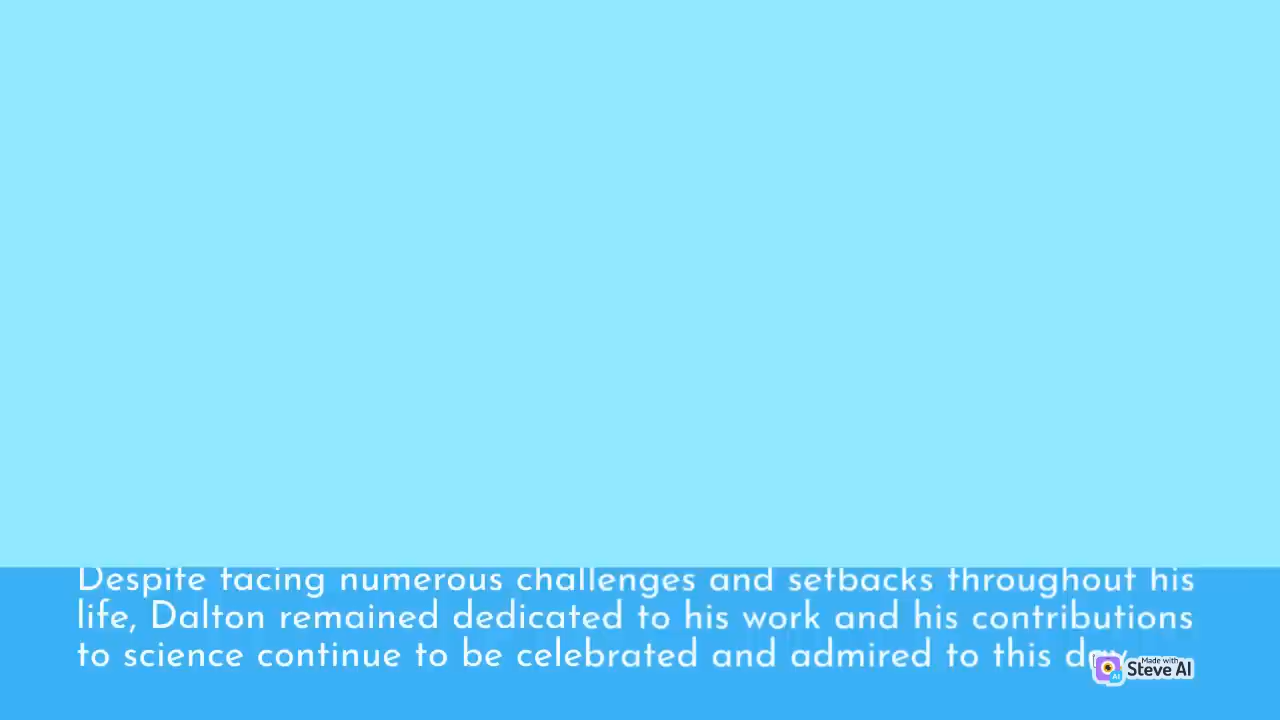 Despite facing numerous challenges and setbacks throughout his
life, Dalton remained dedicated to his work and his contributions
to science continue to be celebrated and admired to this day.
Made with
Steve AI